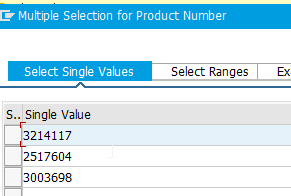 Multiple Selection for Product Number
Select Single Values Select Ranges Ex
S.. Single Value
3214117
2517604
3003698